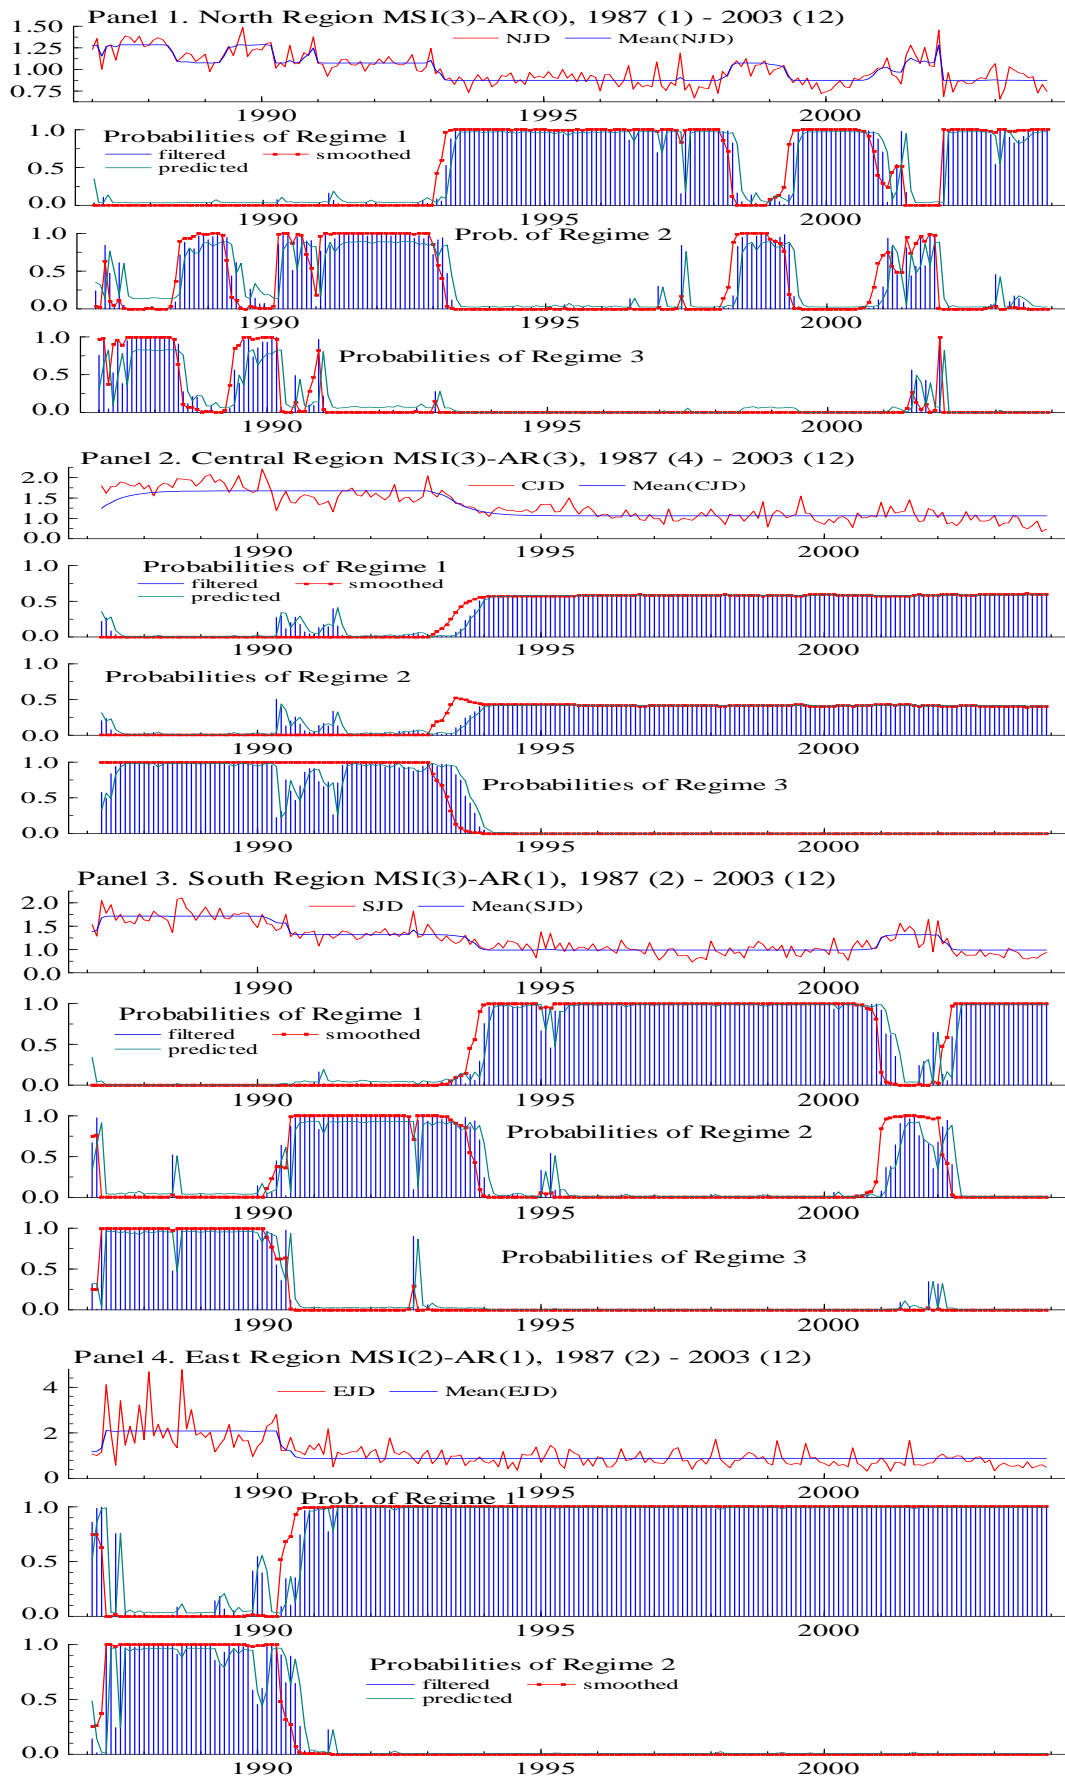 Panel 1. North Region MSI(3)-AR(0), 1987 (1) - 2003 (12)
1.50
1.25
1.00
0.75
NJD Mean(NJD)
1990 1995 2000
1.0
0.5
0.0
Probabilities of Regime 1
filtered smoothed
predicted
1990 1995 2000
1.0
0.5
0.0
Prob. of Regime 2
1990 1995 2000
1.0
0.5
0.0
Probabilities of Regime 3
1990 1995 2000
Panel 2. Central Region MSI(3)-AR(3), 1987 (4) - 2003 (12)
2.0
1.5
1.0
0.0
CJD Mean(CJD)
1990 1995 2000
Probabilities of Regime 1
1.0
0.5
0.0
filtered smoothed
predicted
1990 1995 2000
1.0
0.5
0.0
Probabilities of Regime 2
1990 1995 2000
1.0
0.5
0.0
Probabilities of Regime 3
1990 1995 2000
Panel 3. South Region MSI(3)-AR(1), 1987 (2) - 2003 (12)
2.0
1.5
1.0
0.0
SJD Mean(SJD)
1990 1995 2000
1.0
0.5
0.0
Probabilities of Regime 1
filtered smoothed
predicted
1990 1995 2000
1.0
0.5
0.0
Probabilities of Regime 2
1990 1995 2000
1.0
0.5
0.0
Probabilities of Regime 3
1990 1995 2000
Panel 4. East Region MSI(2)-AR(1), 1987 (2) - 2003 (12)
4
2
0
EJD Mean(EJD)
1990 1995 2000
Prob. of Regime 1
1.0
0.5
0.0
1990 1995 2000
1.0
0.5
0.0
Probabilities of Regime 2
filtered smoothed
predicted
1990 1995 2000